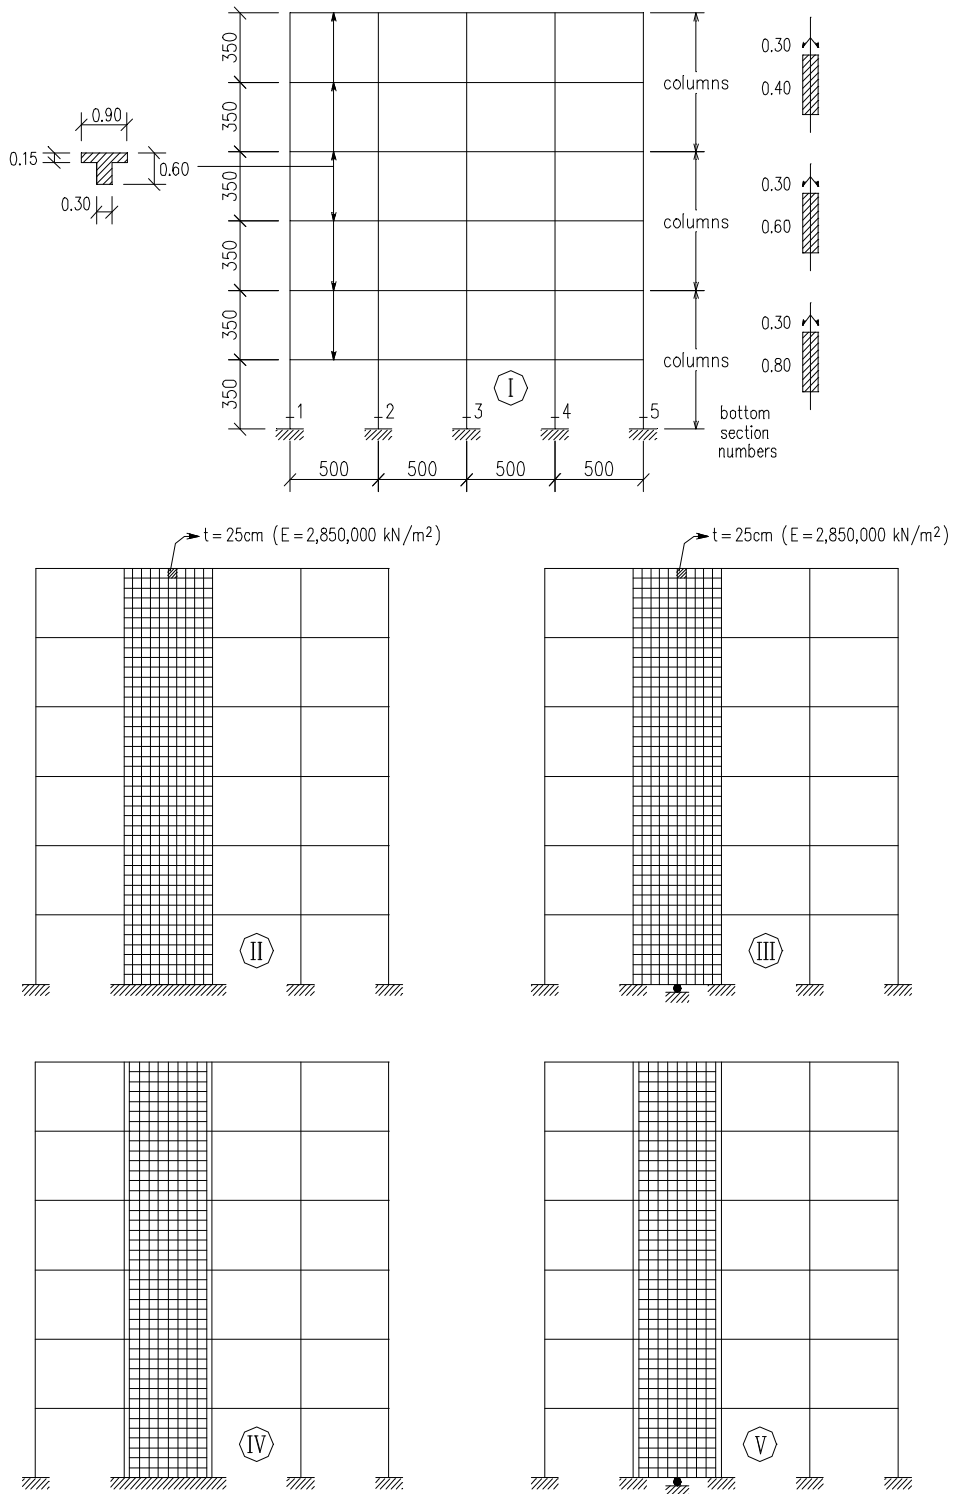 350
350
350
350
350
350
0.90
0.15
0.60
0.30
columns
0.30
0.40
columns
0.30
0.60
columns
0.30
0.80
I
1
2
3
4
5
bottom
section
numbers
500
500
500
500
t = 25cm (E = 2,850,000 kN/m²)
t = 25cm (E = 2,850,000 kN/m²)
II
III
IV
V